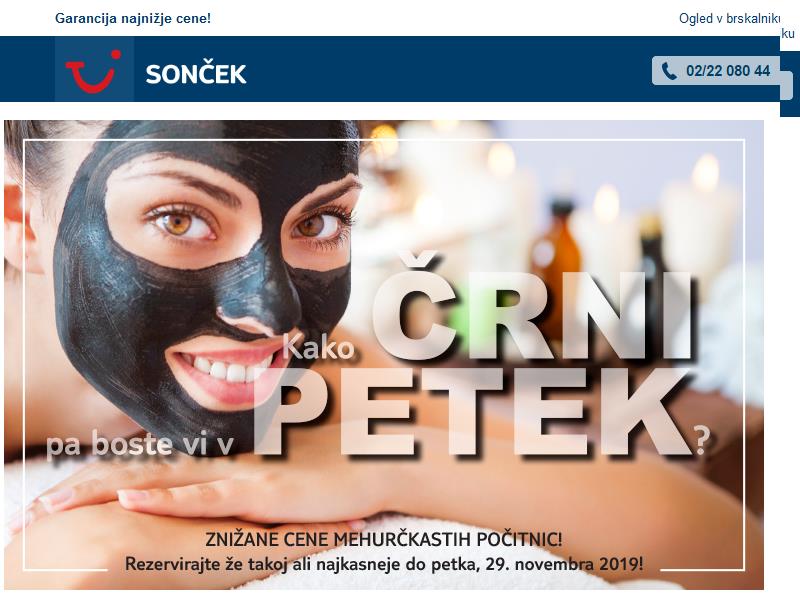 Garancija najnižje cene!
Ogled v brskalniku
ku
SONČEK
02/22 080 44
Kako ČRNI
pa boste vi v PETEK?
ZNIŽANE CENE MEHURČKASTIH POČITNIC!
Rezervirajte že takoj ali najkasneje do petka, 29. novembra 2019!